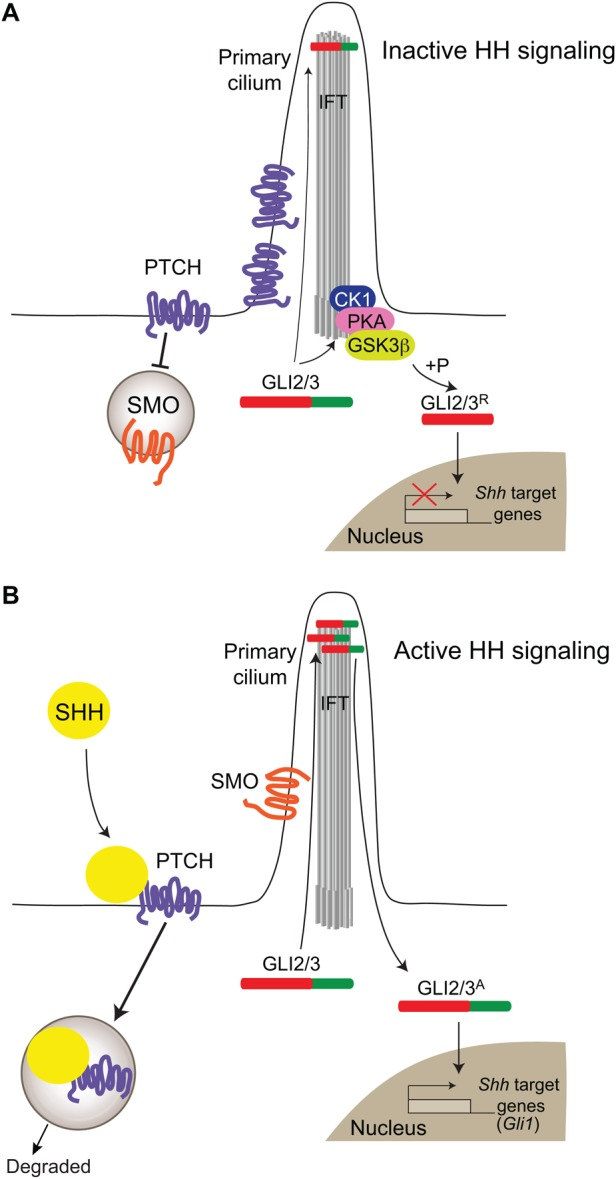 A
Inactive HH signaling
Primary
cilium
IFT
PTCH
CK1
PKA
GSK3β
+P
GLI2/3
GLI2/3ᴿ
SMO
Shh target
genes
Nucleus
B
Active HH signaling
Primary
cilium
IFT
SHH
SMO
PTCH
GLI2/3
GLI2/3ᴬ
Shh target
genes
(Gli1)
Nucleus
Degraded